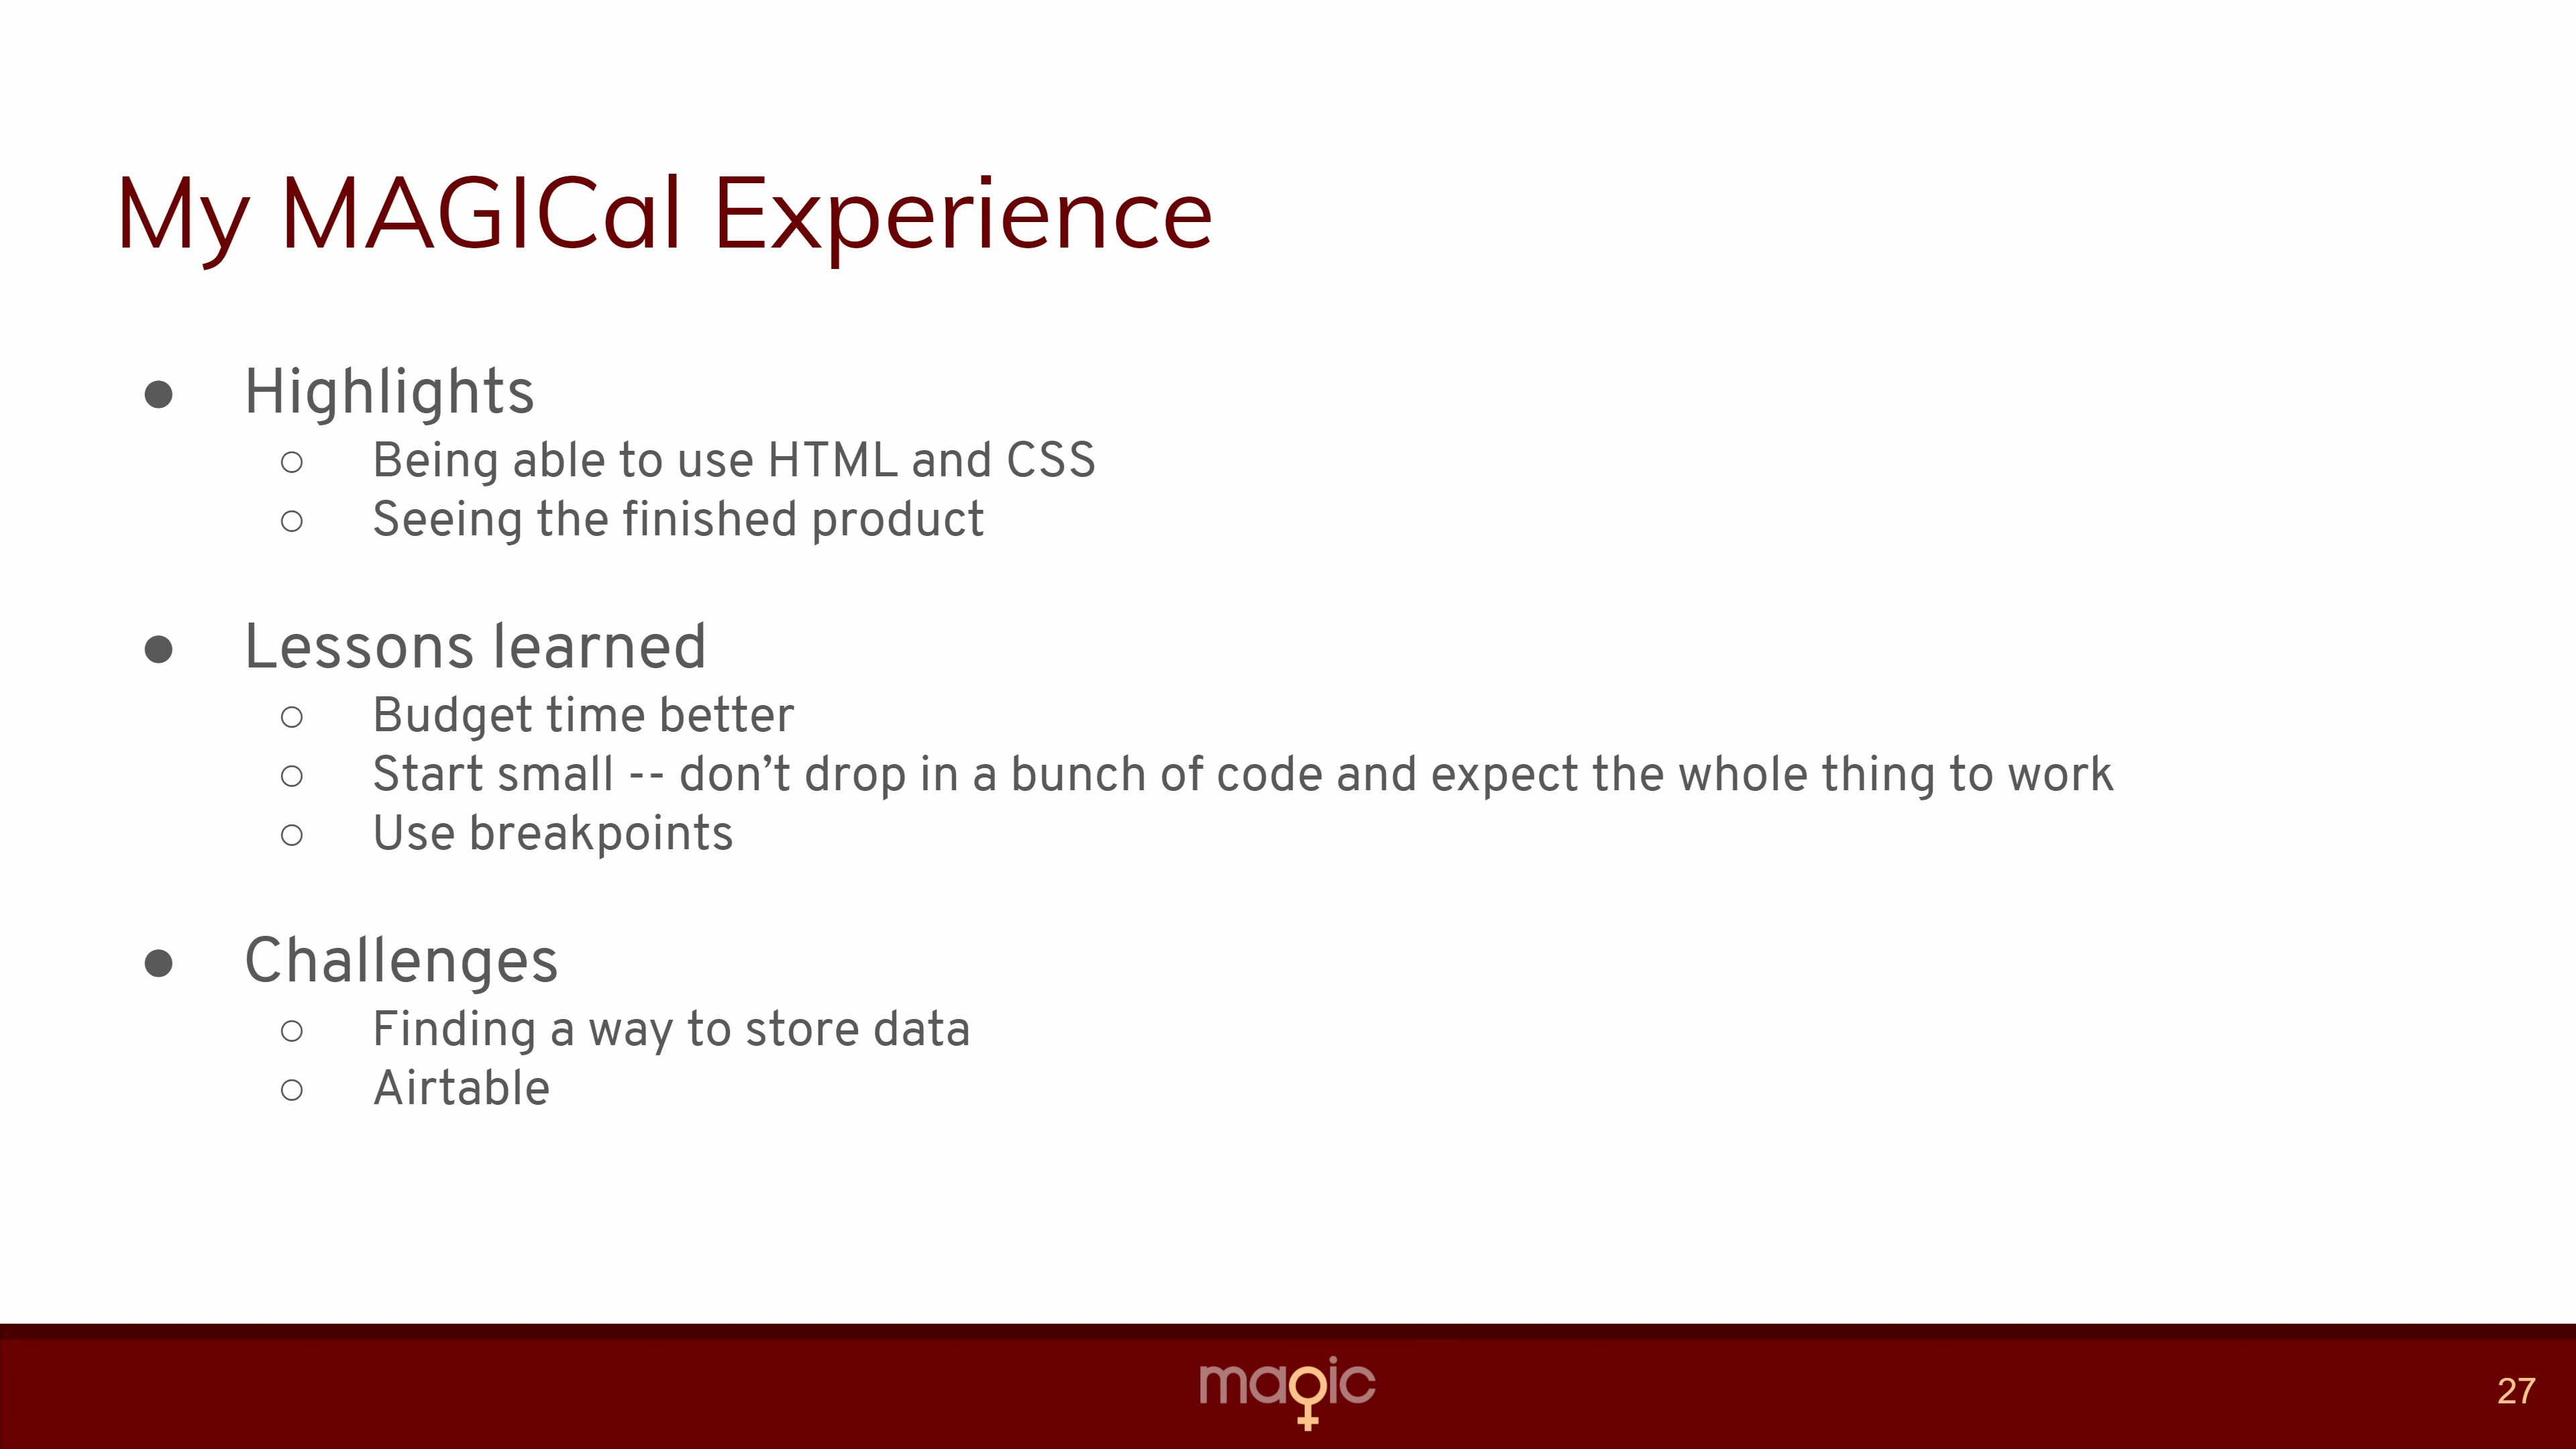 My MAGICal Experience
● Highlights
○ Being able to use HTML and CSS
○ Seeing the finished product
● Lessons learned
○ Budget time better
○ Start small -- don’t drop in a bunch of code and expect the whole thing to work
○ Use breakpoints
● Challenges
○ Finding a way to store data
○ Airtable
magic
27